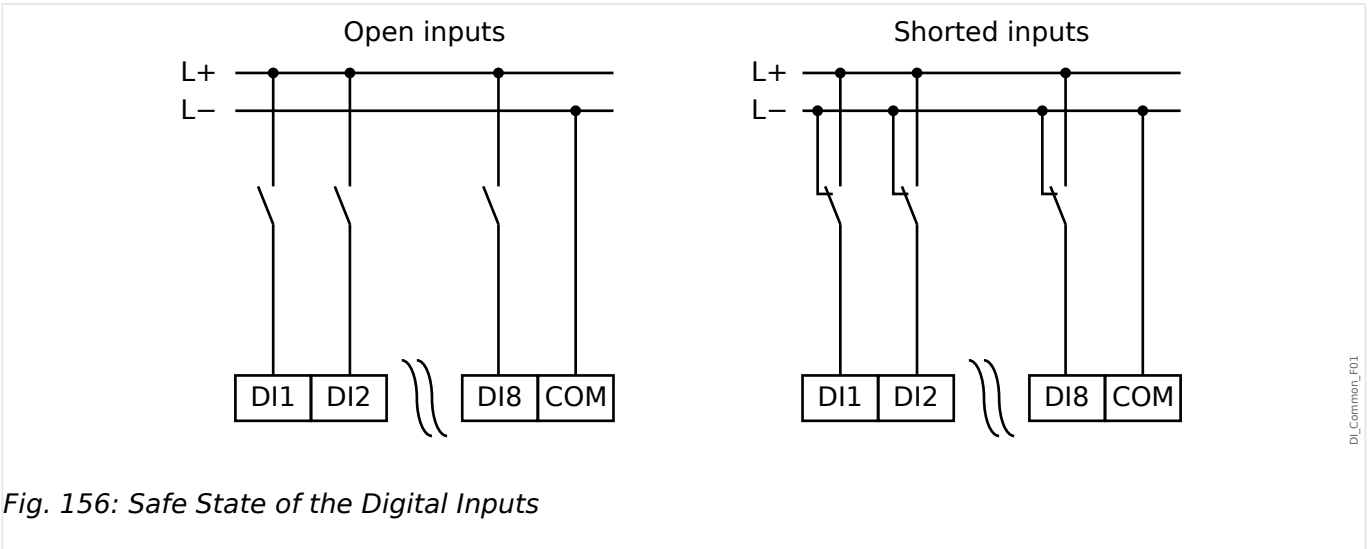 Open inputs
L+
L−
DI1 DI2 DI8 COM
Shorted inputs
L+
L−
DI1 DI2 DI8 COM
DI_Common_F01
Fig. 156: Safe State of the Digital Inputs